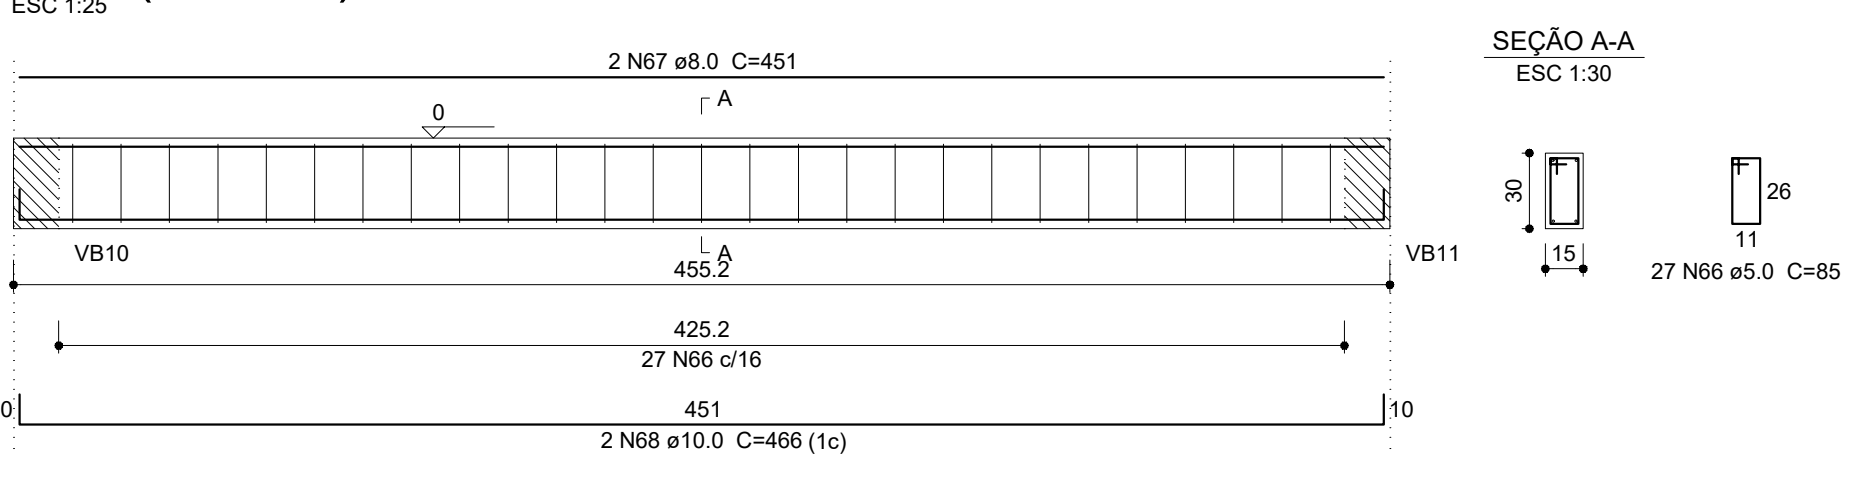 ESC 1:25
2 N67 ø8.0 C=451
A
0
VB10
A
VB11
455.2
425.2
27 N66 c/16
451
10
2 N68 ø10.0 C=466 (1c)
SEÇÃO A-A
ESC 1:30
30
15
26
11
27 N66 ø5.0 C=85